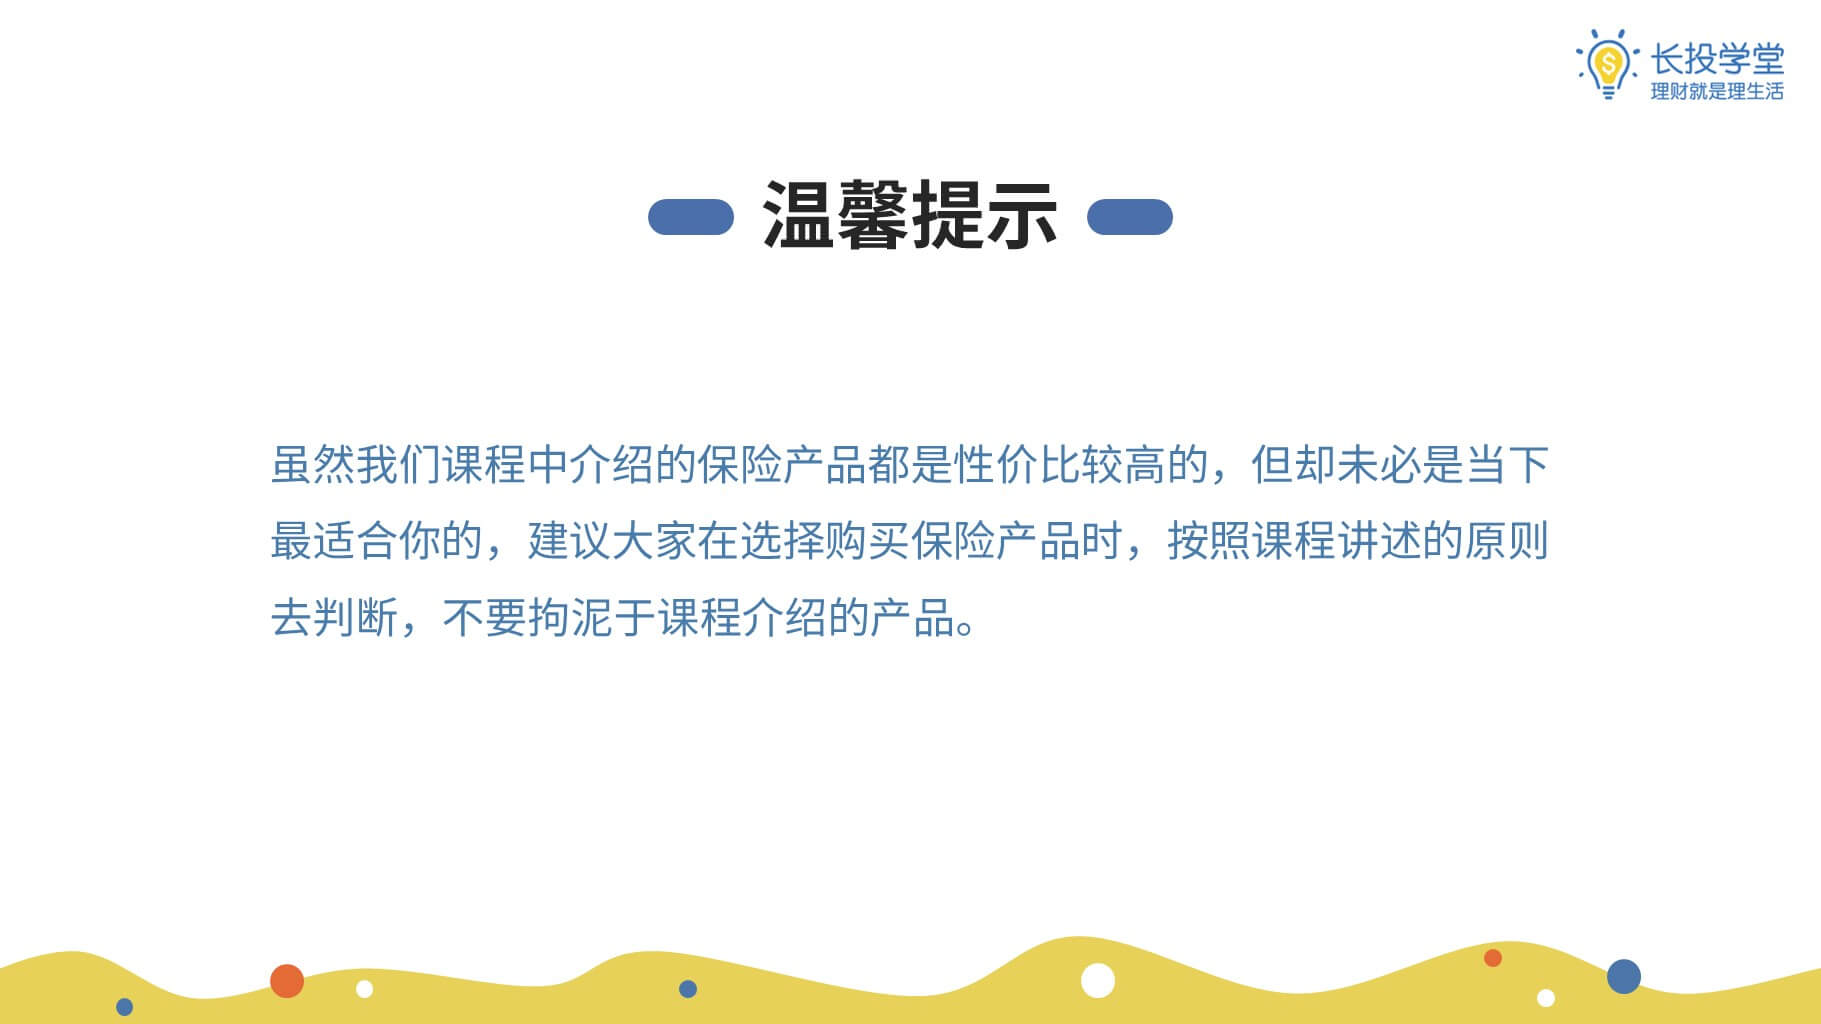 长投学堂
理财就是理生活
温馨提示
虽然我们课程中介绍的保险产品都是性价比较高的，但却未必是当下
最适合你的，建议大家在选择购买保险产品时，按照课程讲述的原则
去判断，不要拘泥于课程介绍的产品。